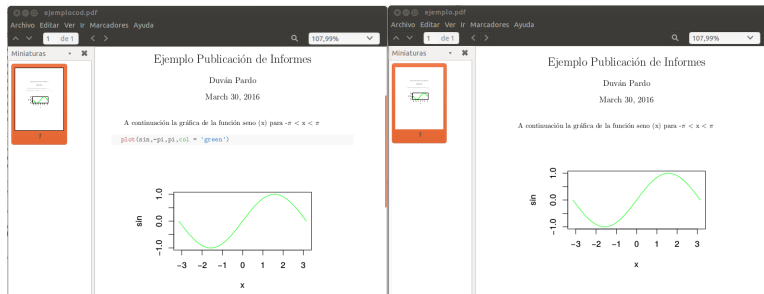 ejemplocod.pdf
Archivo Editar Ver Ir Marcadores Ayuda
1 de 1 107,99%
Miniaturas
1
Ejemplo Publicación de Informes
Duván Pardo
March 30, 2016
A continuación la gráfica de la función seno (x) para -π < x < π
plot(sin,-pi,pi,col = 'green')
sin
1.0
0.0
−1.0
−3 −2 −1 0 1 2 3
x
ejemplo.pdf
Archivo Editar Ver Ir Marcadores Ayuda
1 de 1 107,99%
Miniaturas
1
Ejemplo Publicación de Informes
Duván Pardo
March 30, 2016
A continuación la gráfica de la función seno (x) para -π < x < π
sin
1.0
0.0
−1.0
−3 −2 −1 0 1 2 3
x